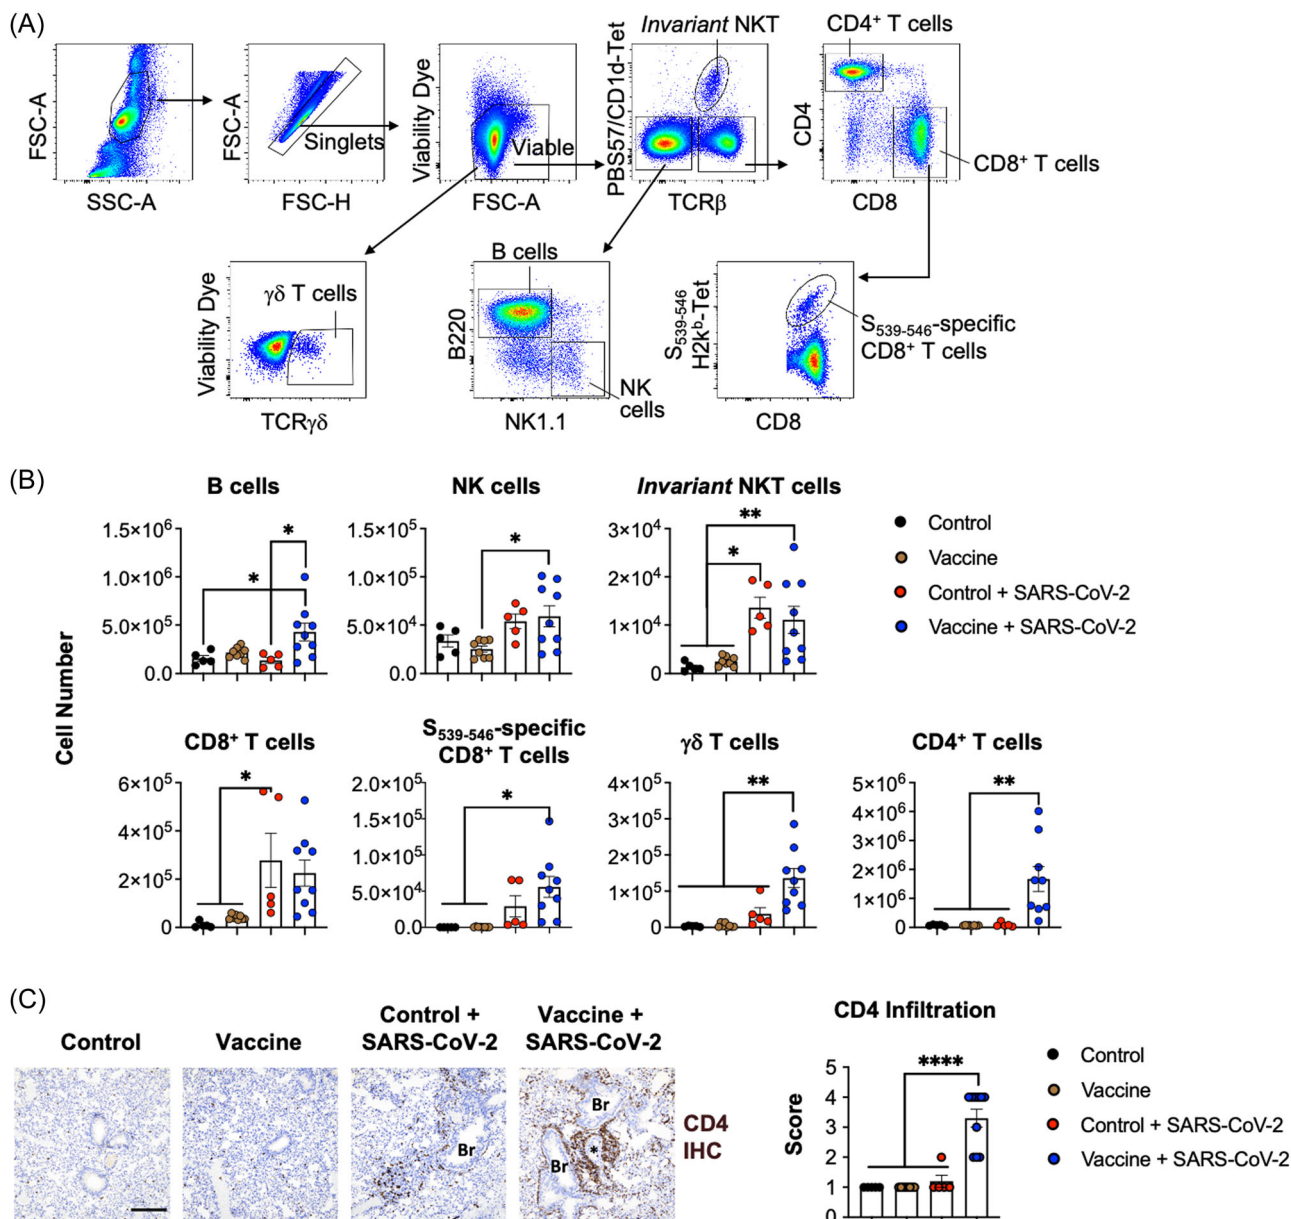 (A)
Invariant NKT
CD4⁺ T cells
FSC-A
SSC-A
FSC-A
Singlets
FSC-H
Viability Dye
Viable
FSC-A
PBS57/CD1d-Tet
TCRβ
CD4
CD8
CD8⁺ T cells
Viability Dye
γδ T cells
TCRγδ
B cells
B220
NK cells
NK1.1
S₅₃₉₋₅₄₆
H2kᵇ-Tet
CD8
S₅₃₉₋₅₄₆-specific
CD8⁺ T cells
(B)
Cell Number
B cells
1.5×10⁶
1.0×10⁶
5.0×10⁵
0.0
*
*
NK cells
1.5×10⁵
1.0×10⁵
5.0×10⁴
0.0
*
Invariant NKT cells
3×10⁴
2×10⁴
1×10⁴
0
**
*
Control
Vaccine
Control + SARS-CoV-2
Vaccine + SARS-CoV-2
CD8⁺ T cells
6×10⁵
4×10⁵
2×10⁵
0
*
S₅₃₉₋₅₄₆-specific
CD8⁺ T cells
2.0×10⁵
1.5×10⁵
1.0×10⁵
5.0×10⁴
0.0
*
γδ T cells
4×10⁵
3×10⁵
2×10⁵
1×10⁵
0
**
CD4⁺ T cells
5×10⁶
4×10⁶
3×10⁶
2×10⁶
1×10⁶
0
**
(C)
Control
Vaccine
Control +
SARS-CoV-2
Vaccine +
SARS-CoV-2
Br
Br
Br
*
CD4
IHC
CD4 Infiltration
Score
5
4
3
2
1
0
****
Control
Vaccine
Control + SARS-CoV-2
Vaccine + SARS-CoV-2